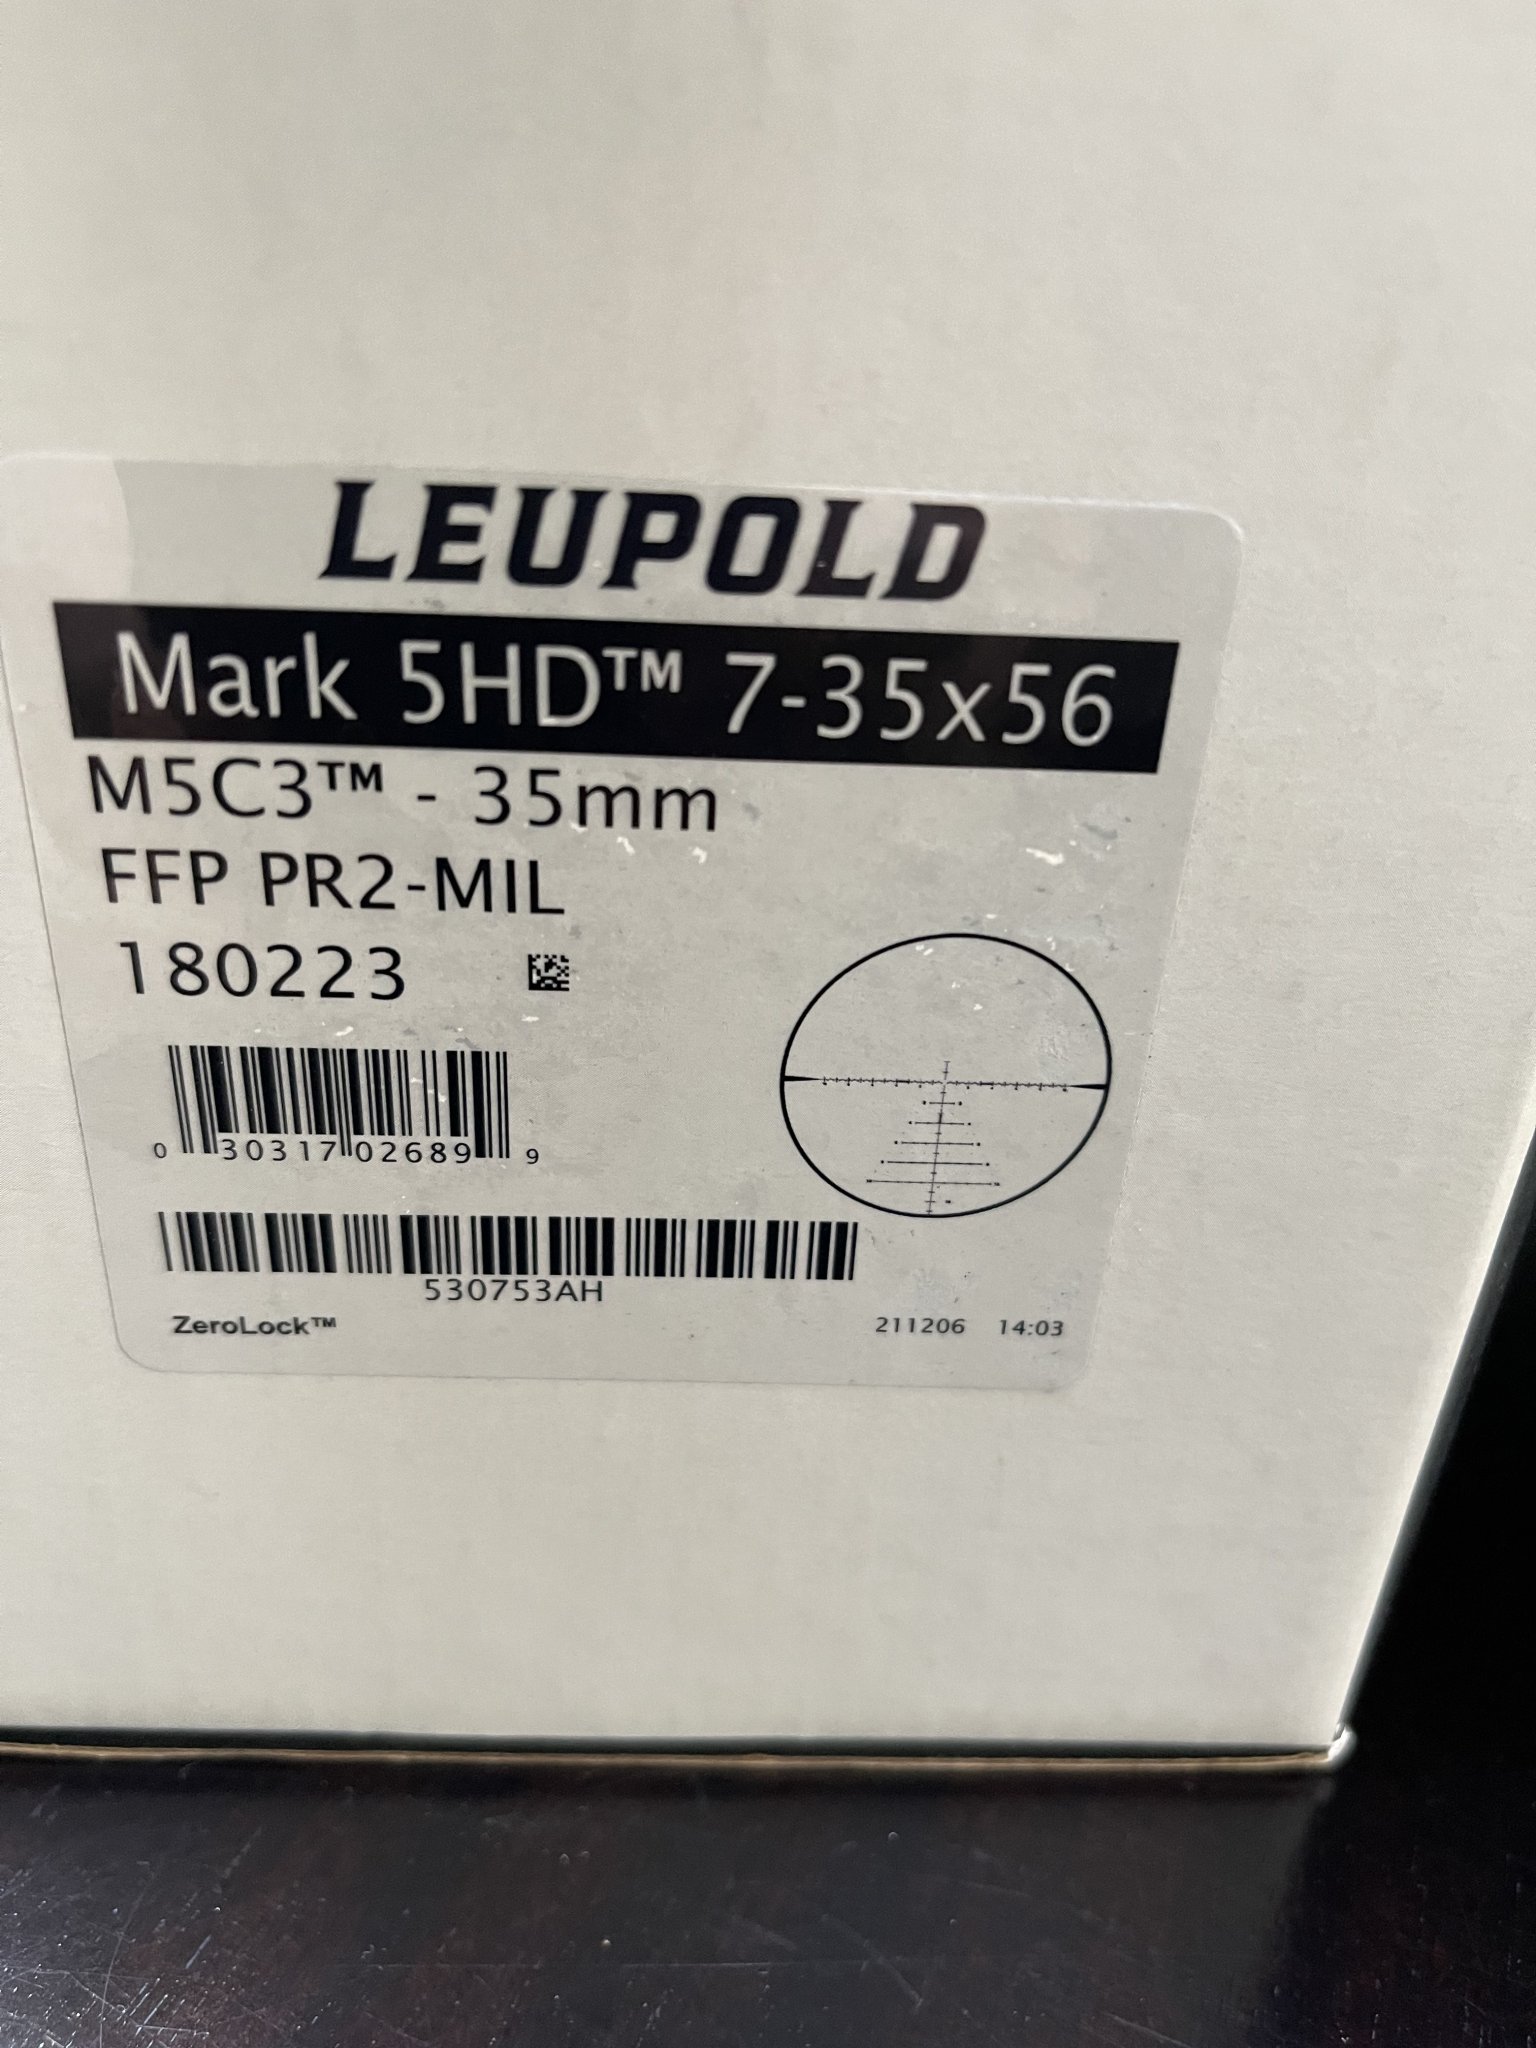 LEUPOLD
Mark 5HD™ 7-35x56
M5C3™ - 35mm
FFP PR2-MIL
180223
0 30317 02689 9
530753AH
ZeroLock™ 211206 14:03